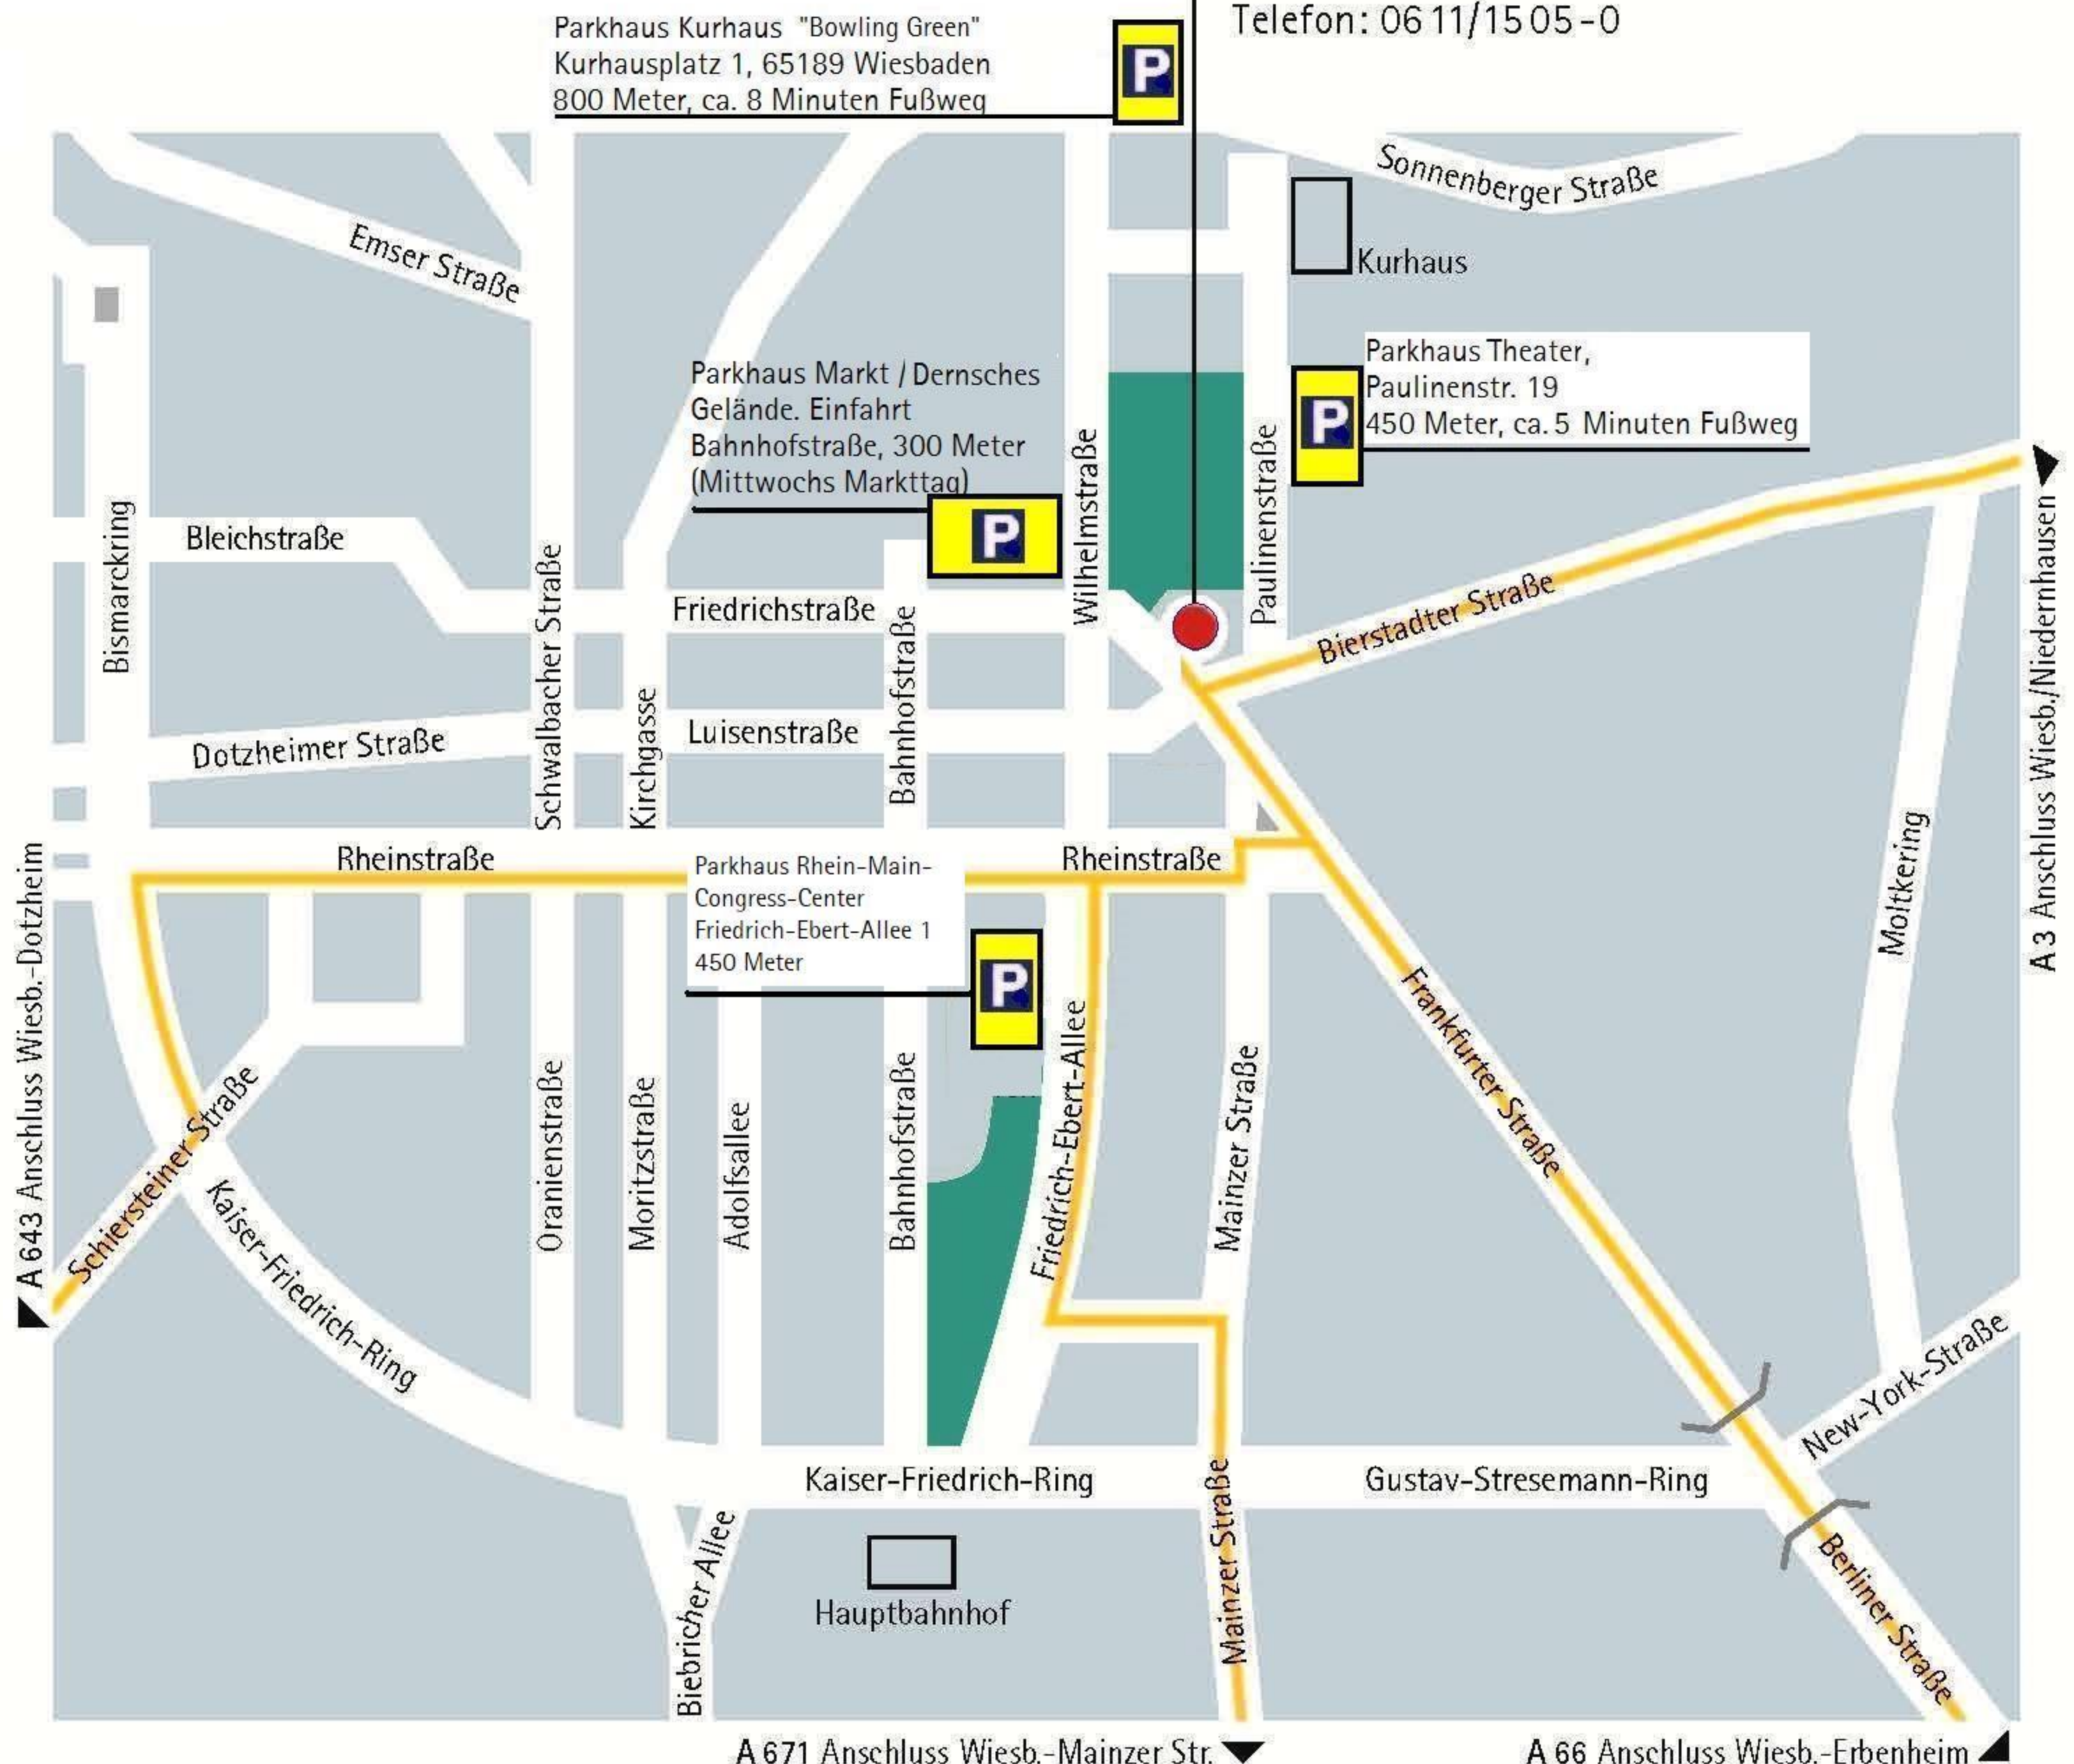 Telefon: 06 11/15 05-0
Parkhaus Kurhaus "Bowling Green"
Kurhausplatz 1, 65189 Wiesbaden
800 Meter, ca. 8 Minuten Fußweg
P
Sonnenberger Straße
Emser Straße
Kurhaus
Parkhaus Theater,
Paulinenstr. 19
450 Meter, ca. 5 Minuten Fußweg
P
Parkhaus Markt / Dernsches
Gelände. Einfahrt
Bahnhofstraße, 300 Meter
(Mittwochs Markttag)
P
Wilhelmstraße
Paulinenstraße
Bismarckring
Bleichstraße
Schwalbacher Straße
Friedrichstraße
Bahnhofstraße
Bierstadter Straße
A 3 Anschluss Wiesb./Niedernhausen
Dotzheimer Straße
Kirchgasse
Luisenstraße
Moltkering
Rheinstraße
Rheinstraße
Parkhaus Rhein-Main-
Congress-Center
Friedrich-Ebert-Allee 1
450 Meter
P
A 643 Anschluss Wiesb.-Dotzheim
Schiersteiner Straße
Kaiser-Friedrich-Ring
Oranienstraße
Moritzstraße
Adolfsallee
Bahnhofstraße
Friedrich-Ebert-Allee
Mainzer Straße
Frankfurter Straße
New-York-Straße
Kaiser-Friedrich-Ring
Gustav-Stresemann-Ring
Biebricher Allee
Hauptbahnhof
Mainzer Straße
Berliner Straße
A 671 Anschluss Wiesb.-Mainzer Str.
A 66 Anschluss Wiesb.-Erbenheim